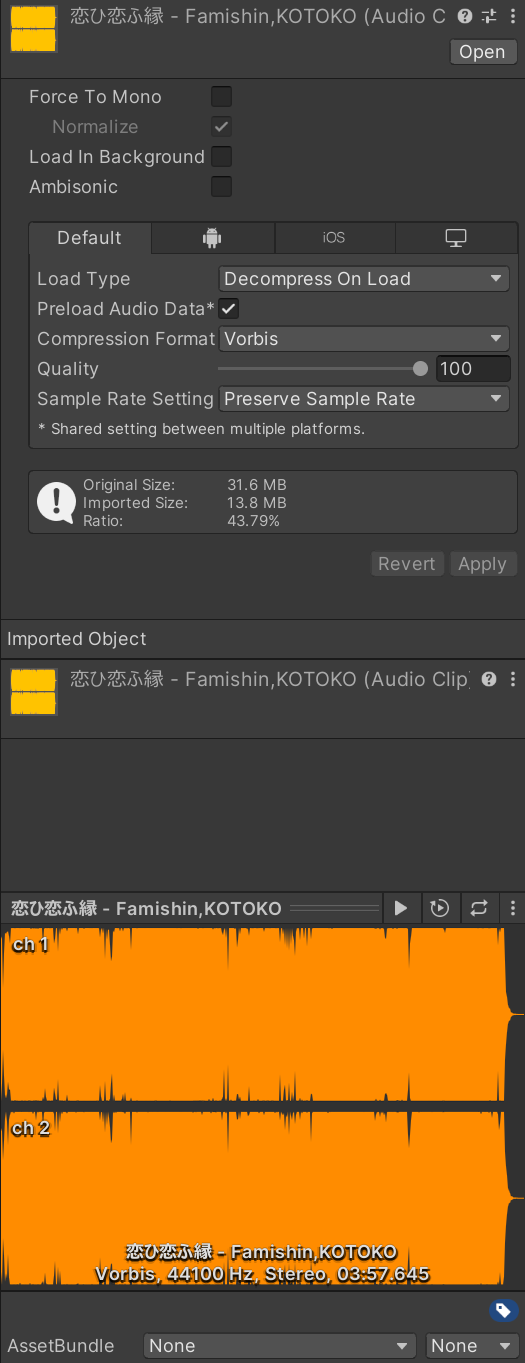 恋ひ恋ふ縁 - Famishin,KOTOKO (Audio C
Open
Force To Mono
Normalize
Load In Background
Ambisonic
Default
iOS
Load Type Decompress On Load
Preload Audio Data*
Compression Format Vorbis
Quality 100
Sample Rate Setting Preserve Sample Rate
* Shared setting between multiple platforms.
Original Size: 31.6 MB
Imported Size: 13.8 MB
Ratio: 43.79%
Revert Apply
Imported Object
恋ひ恋ふ縁 - Famishin,KOTOKO (Audio Clip)
恋ひ恋ふ縁 - Famishin,KOTOKO
ch 1
ch 2
恋ひ恋ふ縁 - Famishin,KOTOKO
Vorbis, 44100 Hz, Stereo, 03:57.645
AssetBundle None None